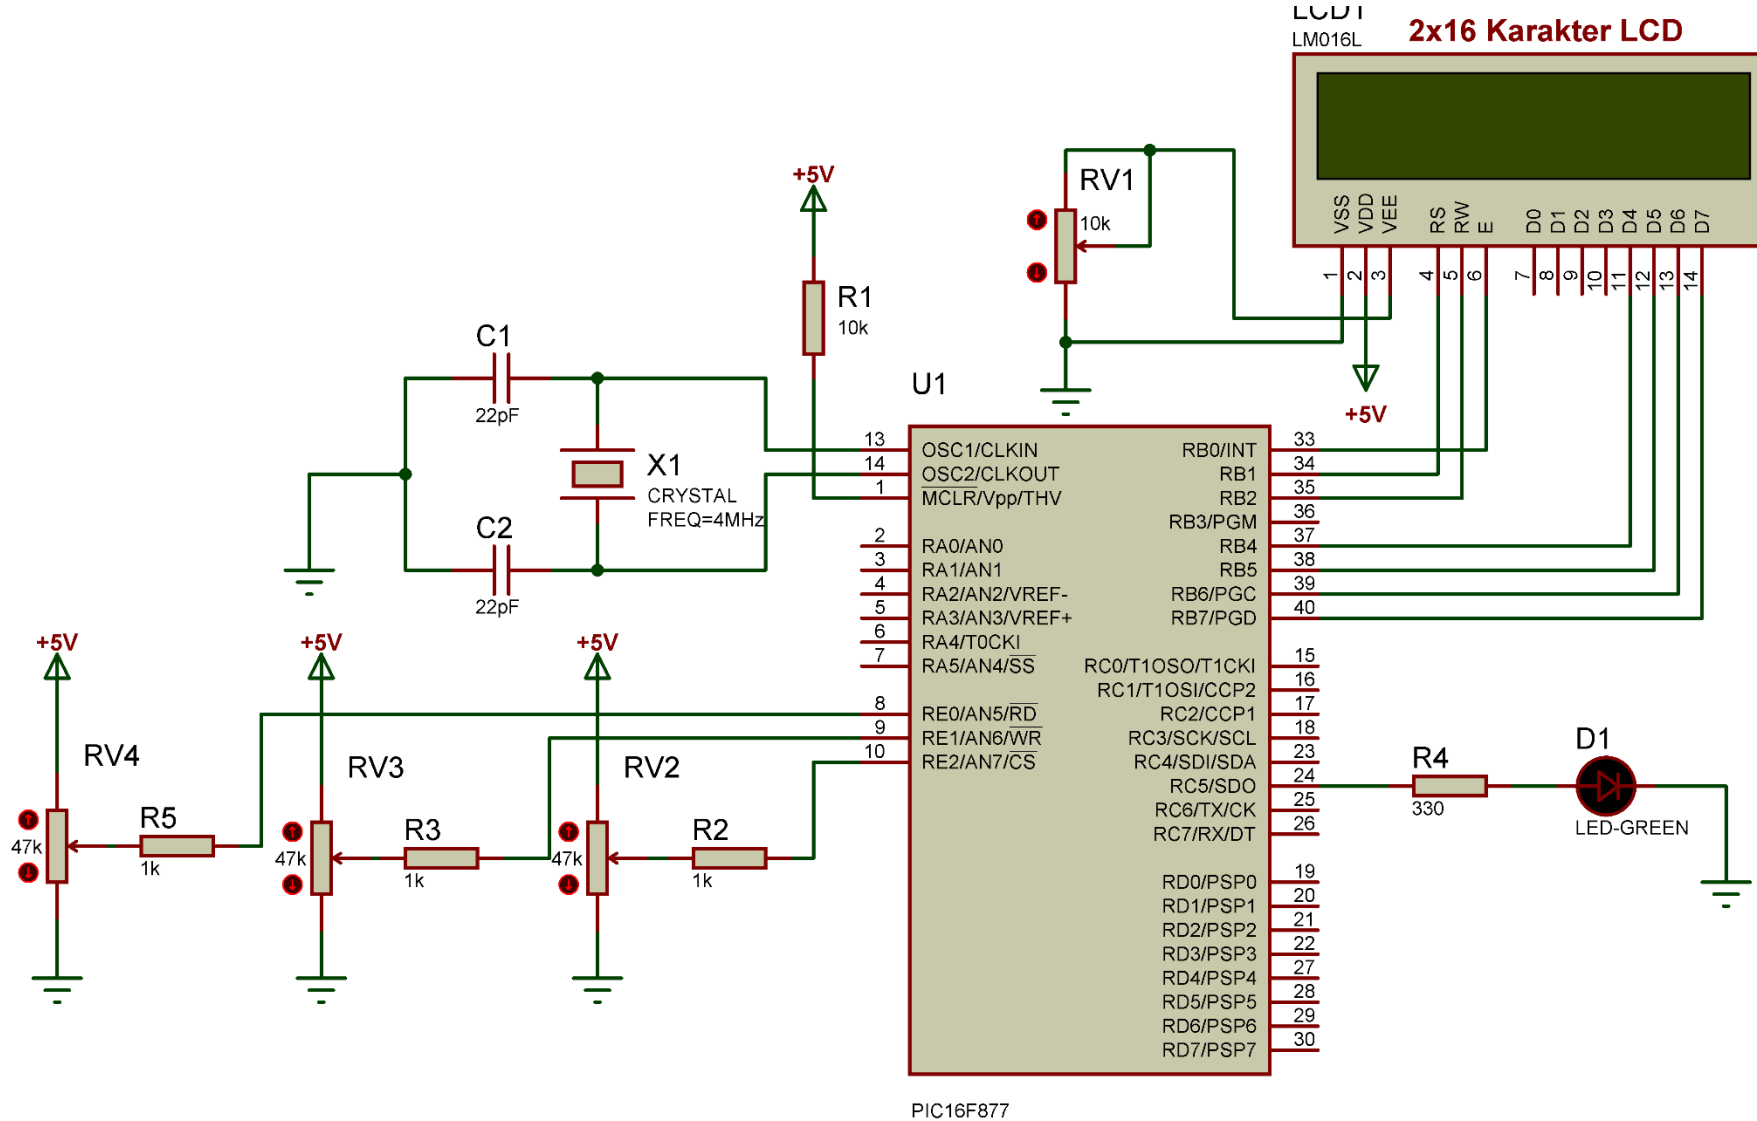 LCD1
LM016L
2x16 Karakter LCD
VSS
VDD
VEE
RS
RW
E
D0
D1
D2
D3
D4
D5
D6
D7
1
2
3
4
5
6
7
8
9
10
11
12
13
14
+5V
RV1
10k
+5V
R1
10k
C1
22pF
X1
CRYSTAL
FREQ=4MHz
C2
22pF
U1
13 OSC1/CLKIN
14 OSC2/CLKOUT
1 MCLR/Vpp/THV
2 RA0/AN0
3 RA1/AN1
4 RA2/AN2/VREF-
5 RA3/AN3/VREF+
6 RA4/T0CKI
7 RA5/AN4/SS
8 RE0/AN5/RD
9 RE1/AN6/WR
10 RE2/AN7/CS
RB0/INT 33
RB1 34
RB2 35
RB3/PGM 36
RB4 37
RB5 38
RB6/PGC 39
RB7/PGD 40
RC0/T1OSO/T1CKI 15
RC1/T1OSI/CCP2 16
RC2/CCP1 17
RC3/SCK/SCL 18
RC4/SDI/SDA 23
RC5/SDO 24
RC6/TX/CK 25
RC7/RX/DT 26
RD0/PSP0 19
RD1/PSP1 20
RD2/PSP2 21
RD3/PSP3 22
RD4/PSP4 27
RD5/PSP5 28
RD6/PSP6 29
RD7/PSP7 30
PIC16F877
+5V
RV4
47k
R5
1k
+5V
RV3
47k
R3
1k
+5V
RV2
47k
R2
1k
R4
330
D1
LED-GREEN